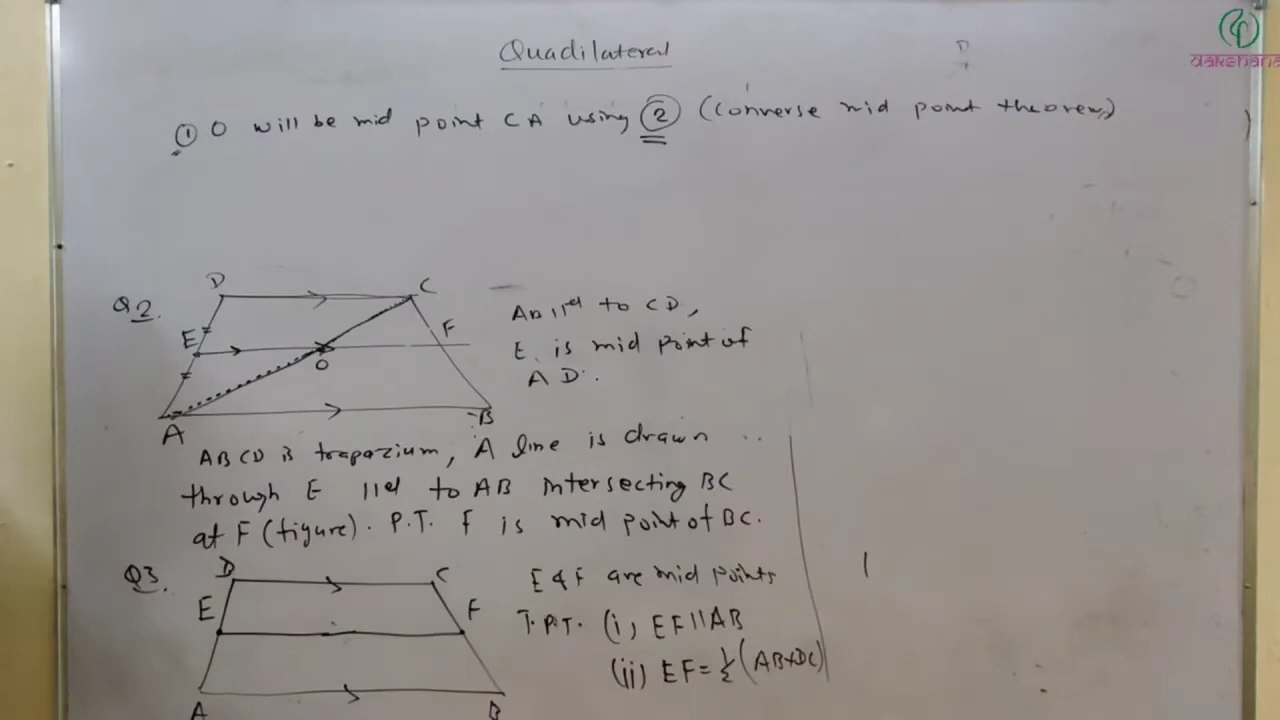 Quadilateral
dakshana
① O will be mid point CA using ② (Converse mid point theorem)
Q2.
D C
E F
O
A B
AB ||el to CD,
E is mid point of
AD.
ABCD is trapazium, A line is drawn
through E ||el to AB intersecting BC
at F (figure). P.T. F is mid point of BC.
Q3.
D C
E F
A B
E & F are mid points
T.P.T. (i) EF || AB
(ii) EF = ½ (AB+DC)